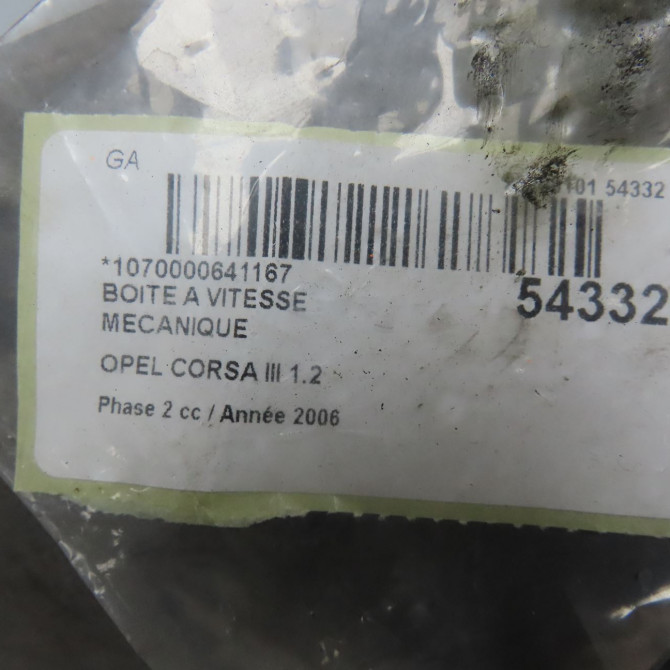 GA
101 54332
*1070000641167
54332
BOITE A VITESSE
MECANIQUE
OPEL CORSA III 1.2
Phase 2 cc / Année 2006